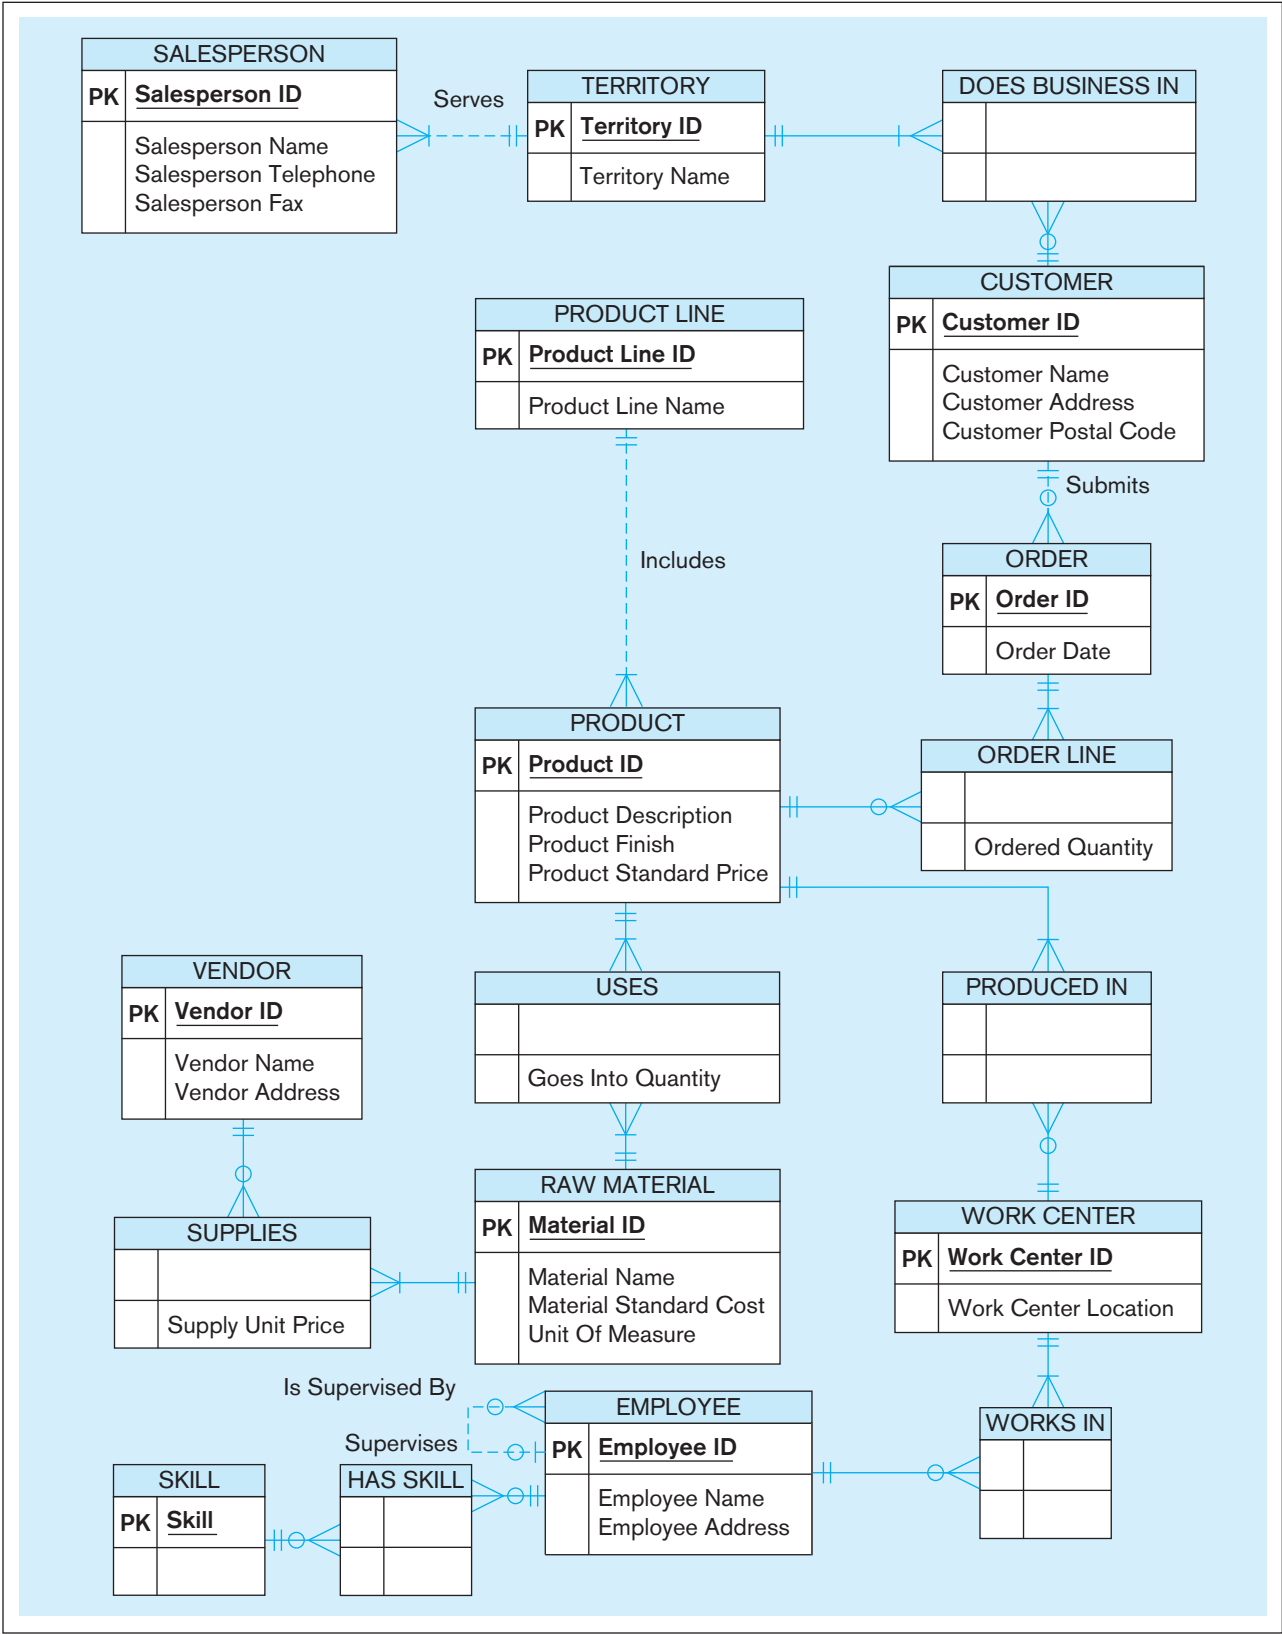 SALESPERSON
PK Salesperson ID
Salesperson Name
Salesperson Telephone
Salesperson Fax
Serves
TERRITORY
PK Territory ID
Territory Name
DOES BUSINESS IN
PRODUCT LINE
PK Product Line ID
Product Line Name
CUSTOMER
PK Customer ID
Customer Name
Customer Address
Customer Postal Code
Submits
Includes
ORDER
PK Order ID
Order Date
PRODUCT
PK Product ID
Product Description
Product Finish
Product Standard Price
ORDER LINE
Ordered Quantity
VENDOR
PK Vendor ID
Vendor Name
Vendor Address
USES
Goes Into Quantity
PRODUCED IN
SUPPLIES
Supply Unit Price
RAW MATERIAL
PK Material ID
Material Name
Material Standard Cost
Unit Of Measure
WORK CENTER
PK Work Center ID
Work Center Location
Is Supervised By
Supervises
EMPLOYEE
PK Employee ID
Employee Name
Employee Address
WORKS IN
SKILL
PK Skill
HAS SKILL